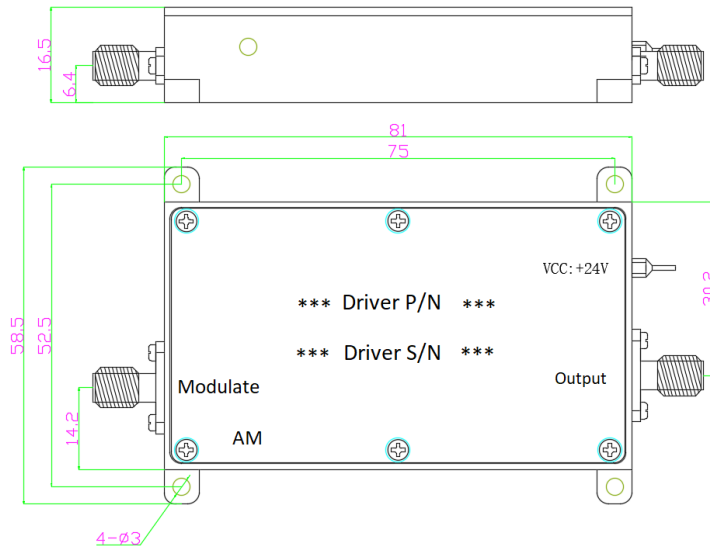 16,5
6,4
81
75
VCC:+24V
*** Driver P/N ***
58,5
52,5
*** Driver S/N ***
Modulate
Output
14,2
AM
4-ø3